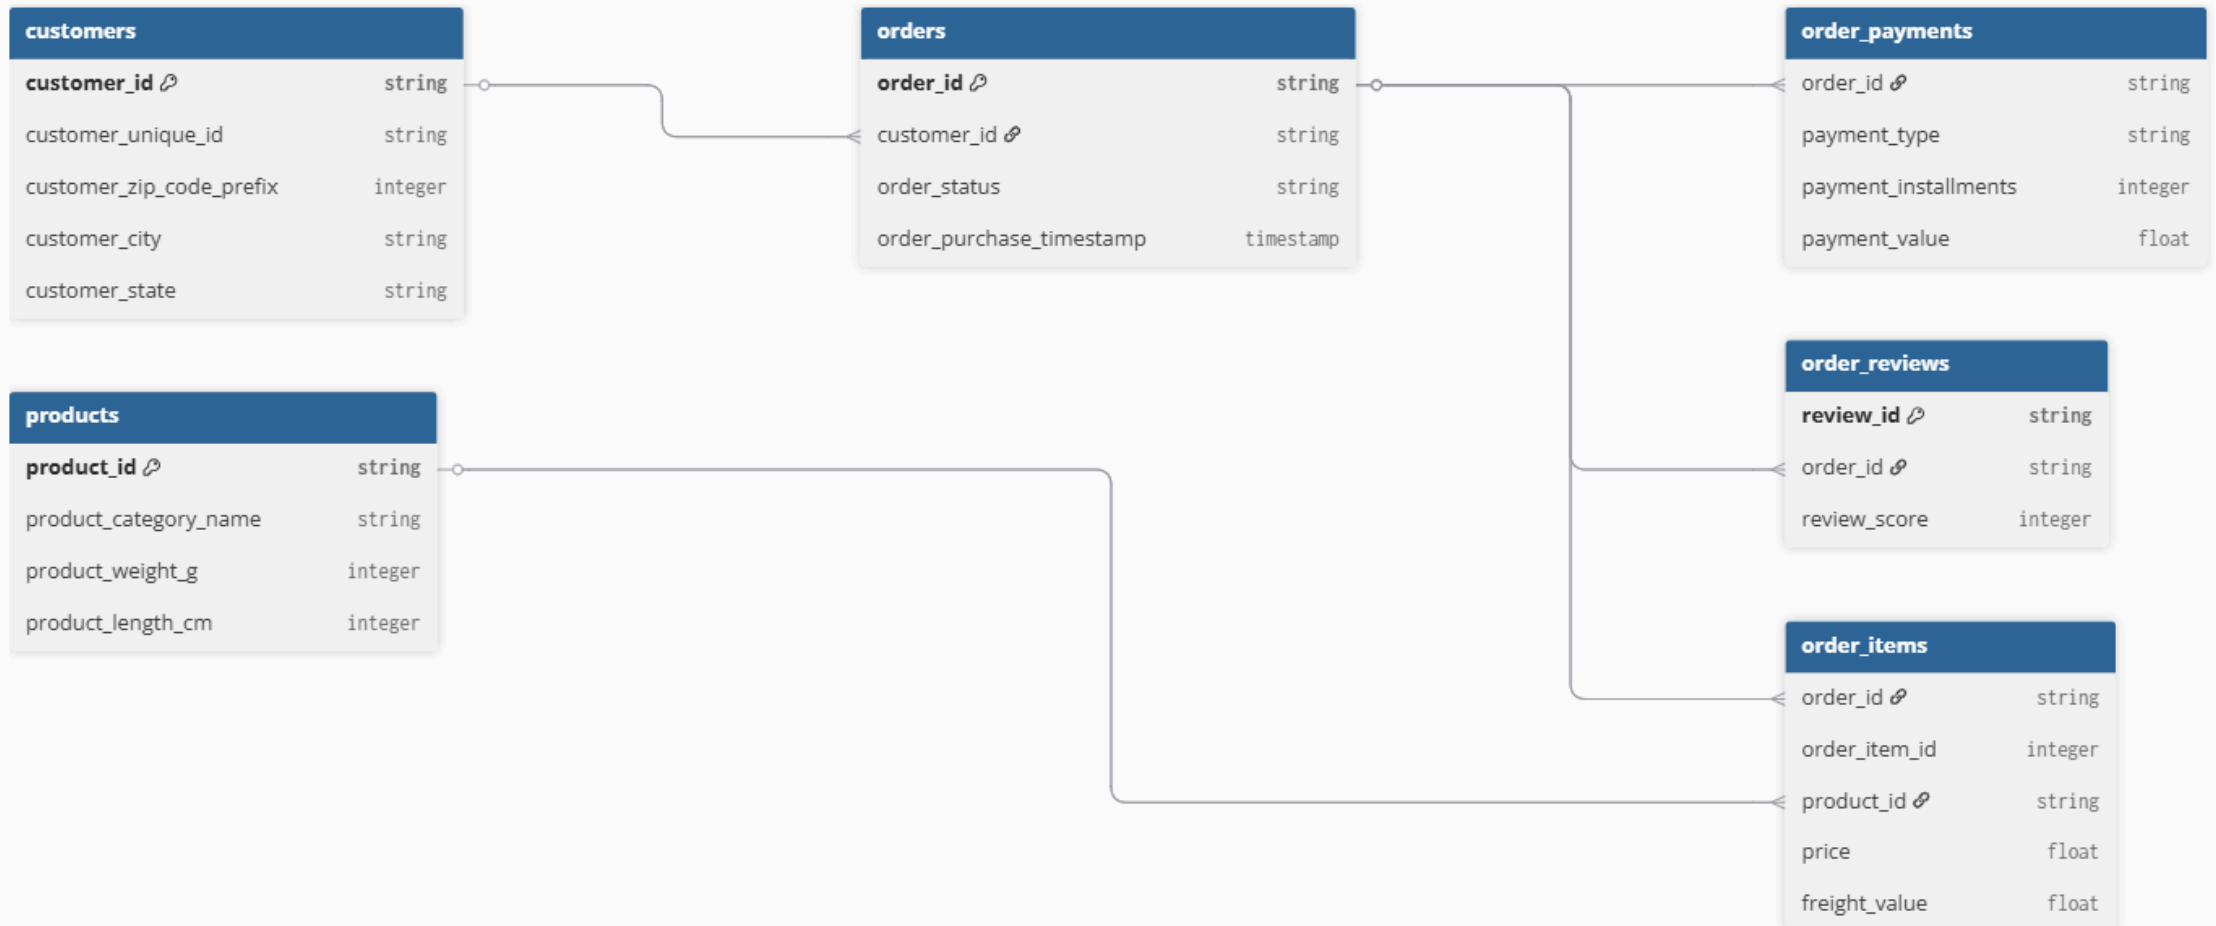 customers
customer_id string
customer_unique_id string
customer_zip_code_prefix integer
customer_city string
customer_state string
orders
order_id string
customer_id string
order_status string
order_purchase_timestamp timestamp
order_payments
order_id string
payment_type string
payment_installments integer
payment_value float
products
product_id string
product_category_name string
product_weight_g integer
product_length_cm integer
order_reviews
review_id string
order_id string
review_score integer
order_items
order_id string
order_item_id integer
product_id string
price float
freight_value float